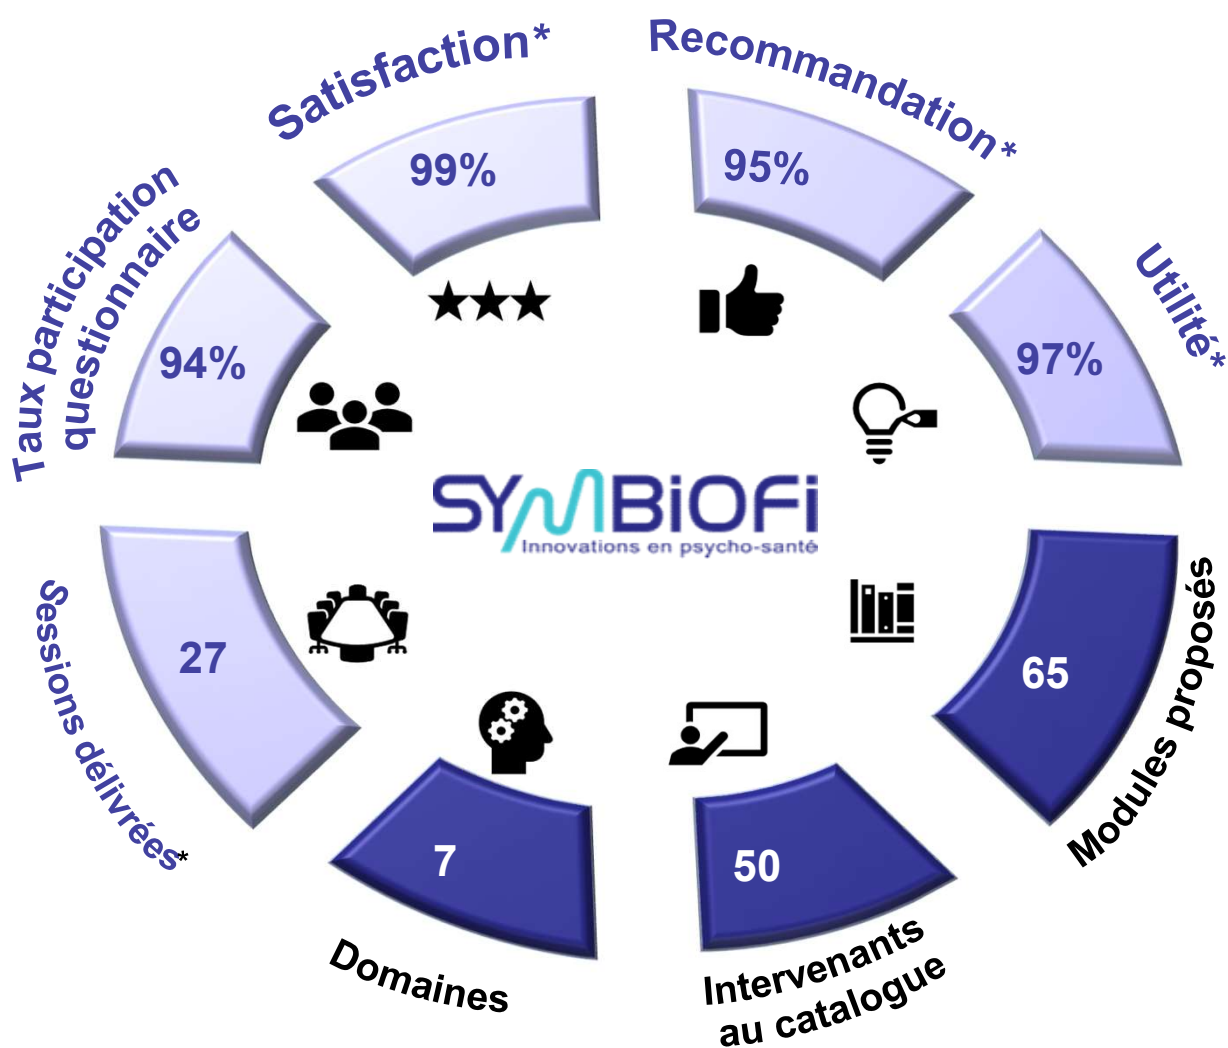 Satisfaction*
99%
Recommandation*
95%
Utilité*
97%
Taux participation
questionnaire
94%
SYMBiOFi
Innovations en psycho-santé
Sessions délivrées*
27
65
Modules proposés
7
Domaines
50
Intervenants
au catalogue